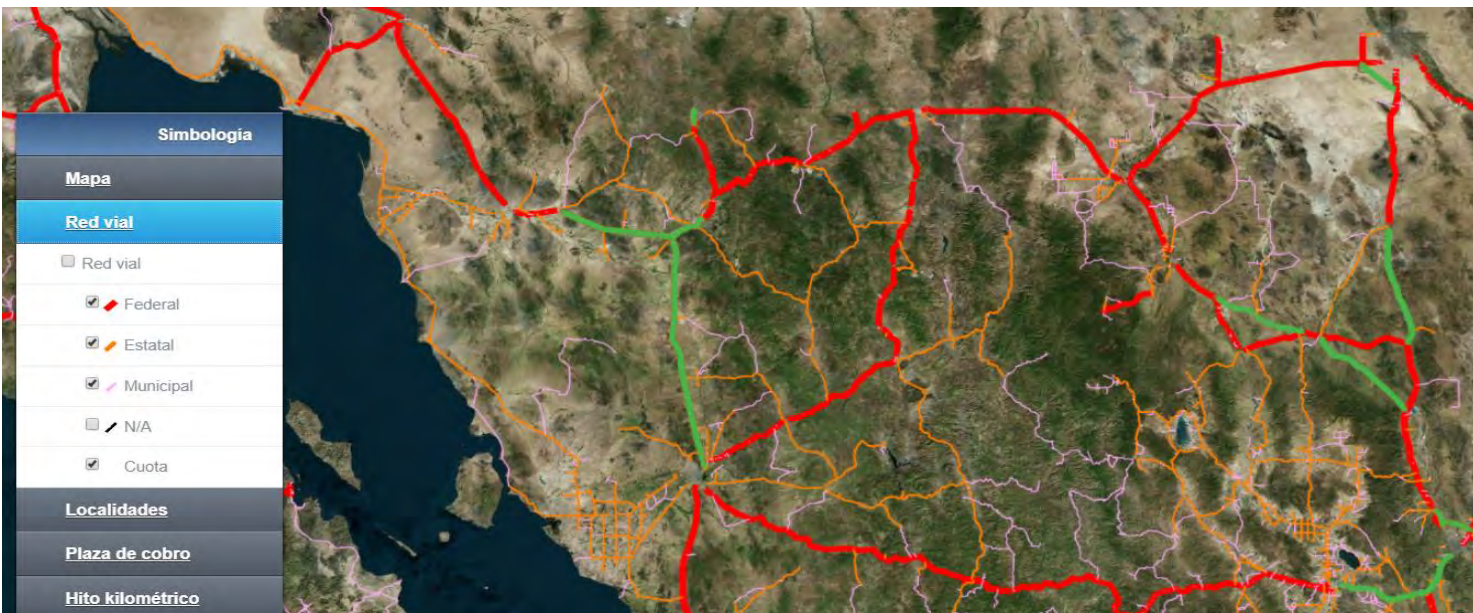 Simbología
Mapa
Red vial
Red vial
Federal
Estatal
Municipal
N/A
Cuota
Localidades
Plaza de cobro
Hito kilométrico